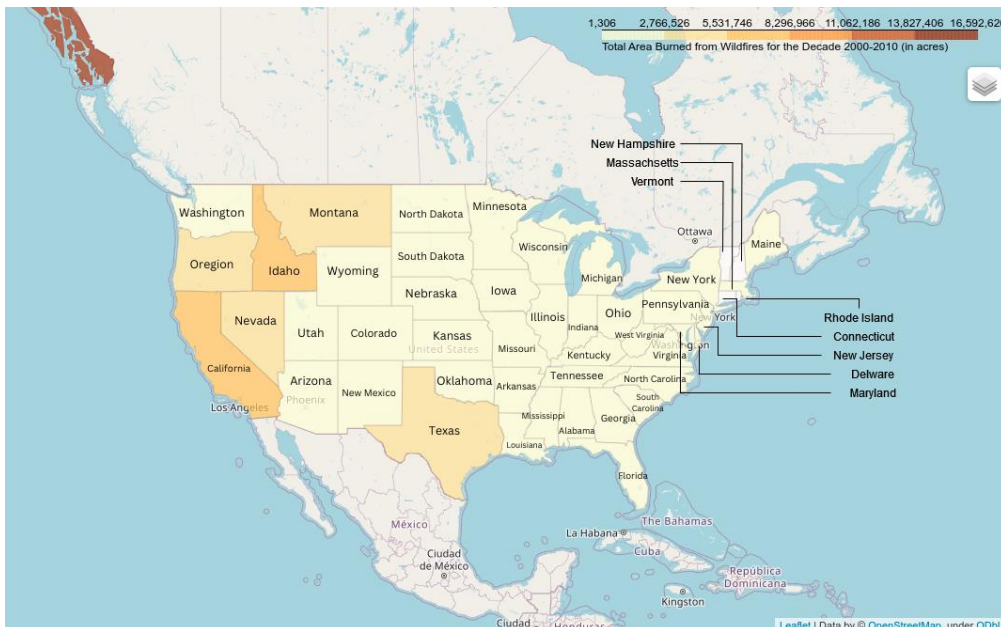 1,306 2,766,526 5,531,746 8,296,966 11,062,186 13,827,406 16,592,626
Total Area Burned from Wildfires for the Decade 2000-2010 (in acres)
New Hampshire
Massachsetts
Vermont
Washington
Montana
North Dakota
Minnesota
Ottawa
Maine
Oregon
Idaho
Wyoming
South Dakota
Wisconsin
Michigan
New York
Nebraska
Iowa
Pennsylvania
New York
Rhode Island
Nevada
Utah
Colorado
Kansas
United States
Illinois
Indiana
Ohio
West Virginia
Washington
Virginia
Connecticut
New Jersey
Delware
Maryland
California
Los Angeles
Arizona
Phoenix
New Mexico
Oklahoma
Missouri
Kentucky
Tennessee
North Carolina
Arkansas
South
Carolina
Mississippi
Alabama
Georgia
Texas
Louisiana
Florida
México
Ciudad
de México
La Habana
The Bahamas
Cuba
República
Dominicana
Kingston
Ciudad
Honduras
Leaflet | Data by © OpenStreetMap, under ODbL